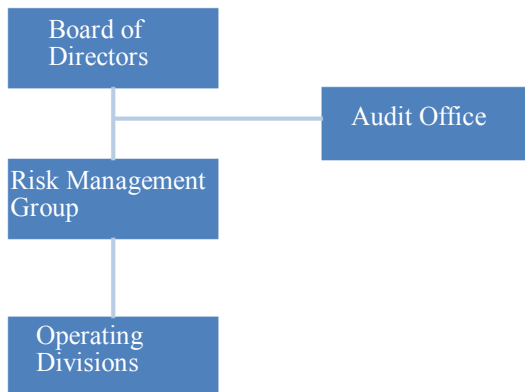 Board of
Directors
Audit Office
Risk Management
Group
Operating
Divisions